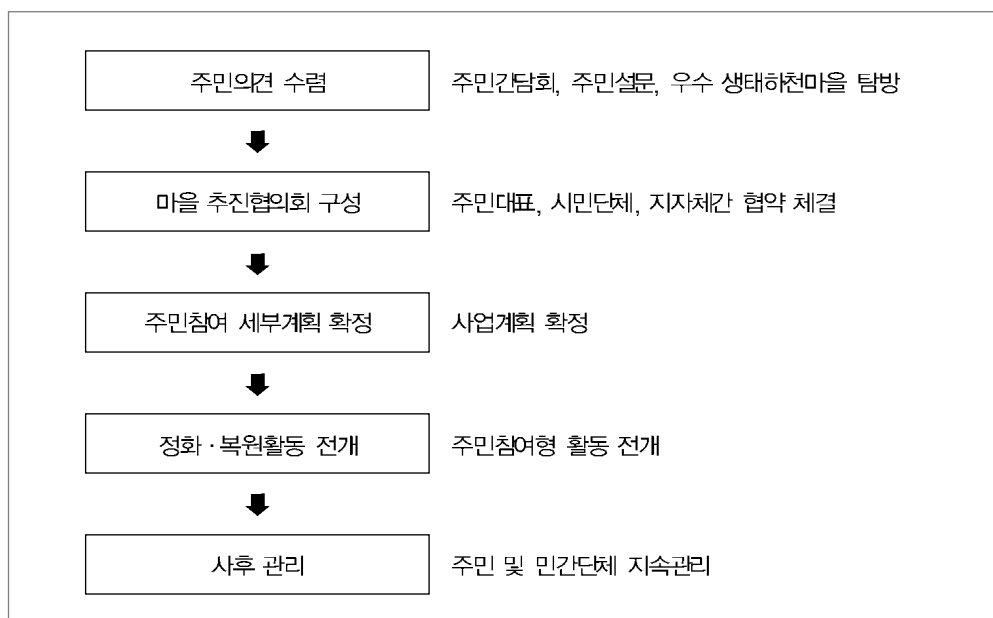 주민의견 수렴 주민간담회, 주민설문, 우수 생태하천마을 탐방
마을 추진협의회 구성 주민대표, 시민단체, 지자체간 협약 체결
주민참여 세부계획 확정 사업계획 확정
정화·복원활동 전개 주민참여형 활동 전개
사후 관리 주민 및 민간단체 지속관리